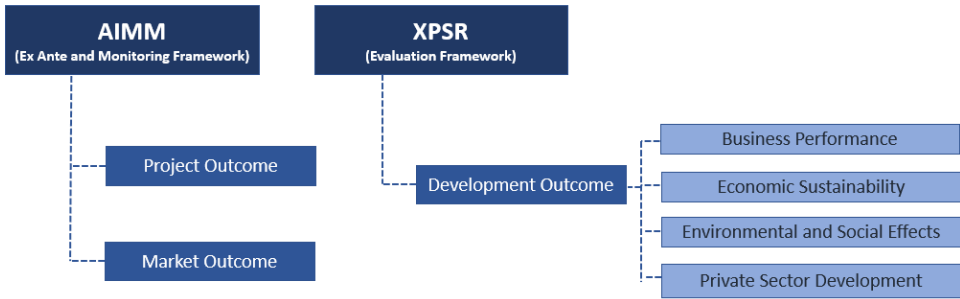 AIMM
(Ex Ante and Monitoring Framework)
Project Outcome
Market Outcome
XPSR
(Evaluation Framework)
Development Outcome
Business Performance
Economic Sustainability
Environmental and Social Effects
Private Sector Development